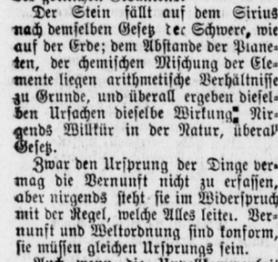 Der Stein fällt auf dem Sirius
nach demselben Gesetz der Schwere, wie
auf der Erde; dem Abstande der Plane-
ten, der chemischen Mischung der Ele-
mente liegen arithmetische Verhältnisse
zu Grunde, und überall ergeben diesel-
ben Ursachen dieselbe Wirkung. Nir-
gends Willkür in der Natur, überall
Gesetz.
Zwar den Ursprung der Dinge ver-
mag die Vernunft nicht zu erfassen,
aber nirgends steht sie im Widerspruch
mit der Regel, welche Alles leitet. Ver-
nunft und Weltordnung sind konform,
sie müssen gleichen Ursprungs sein.